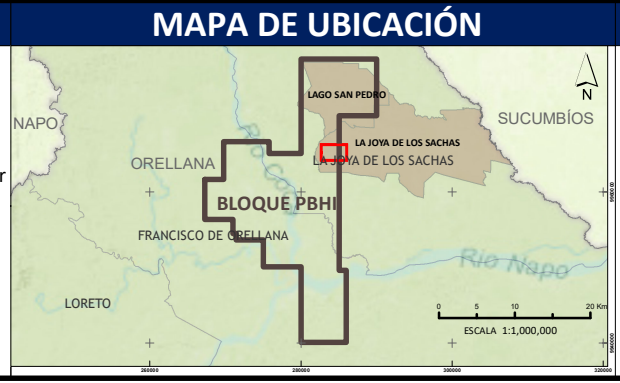 MAPA DE UBICACIÓN
LAGO SAN PEDRO
N
NAPO
SUCUMBÍOS
LA JOYA DE LOS SACHAS
ORELLANA
LA JOYA DE LOS SACHAS
Rio Coca
r
BLOQUE PBHI
FRANCISCO DE ORELLANA
Rio Napo
LORETO
0 5 10 20 Km
ESCALA 1:1,000,000
260000 280000 300000 320000